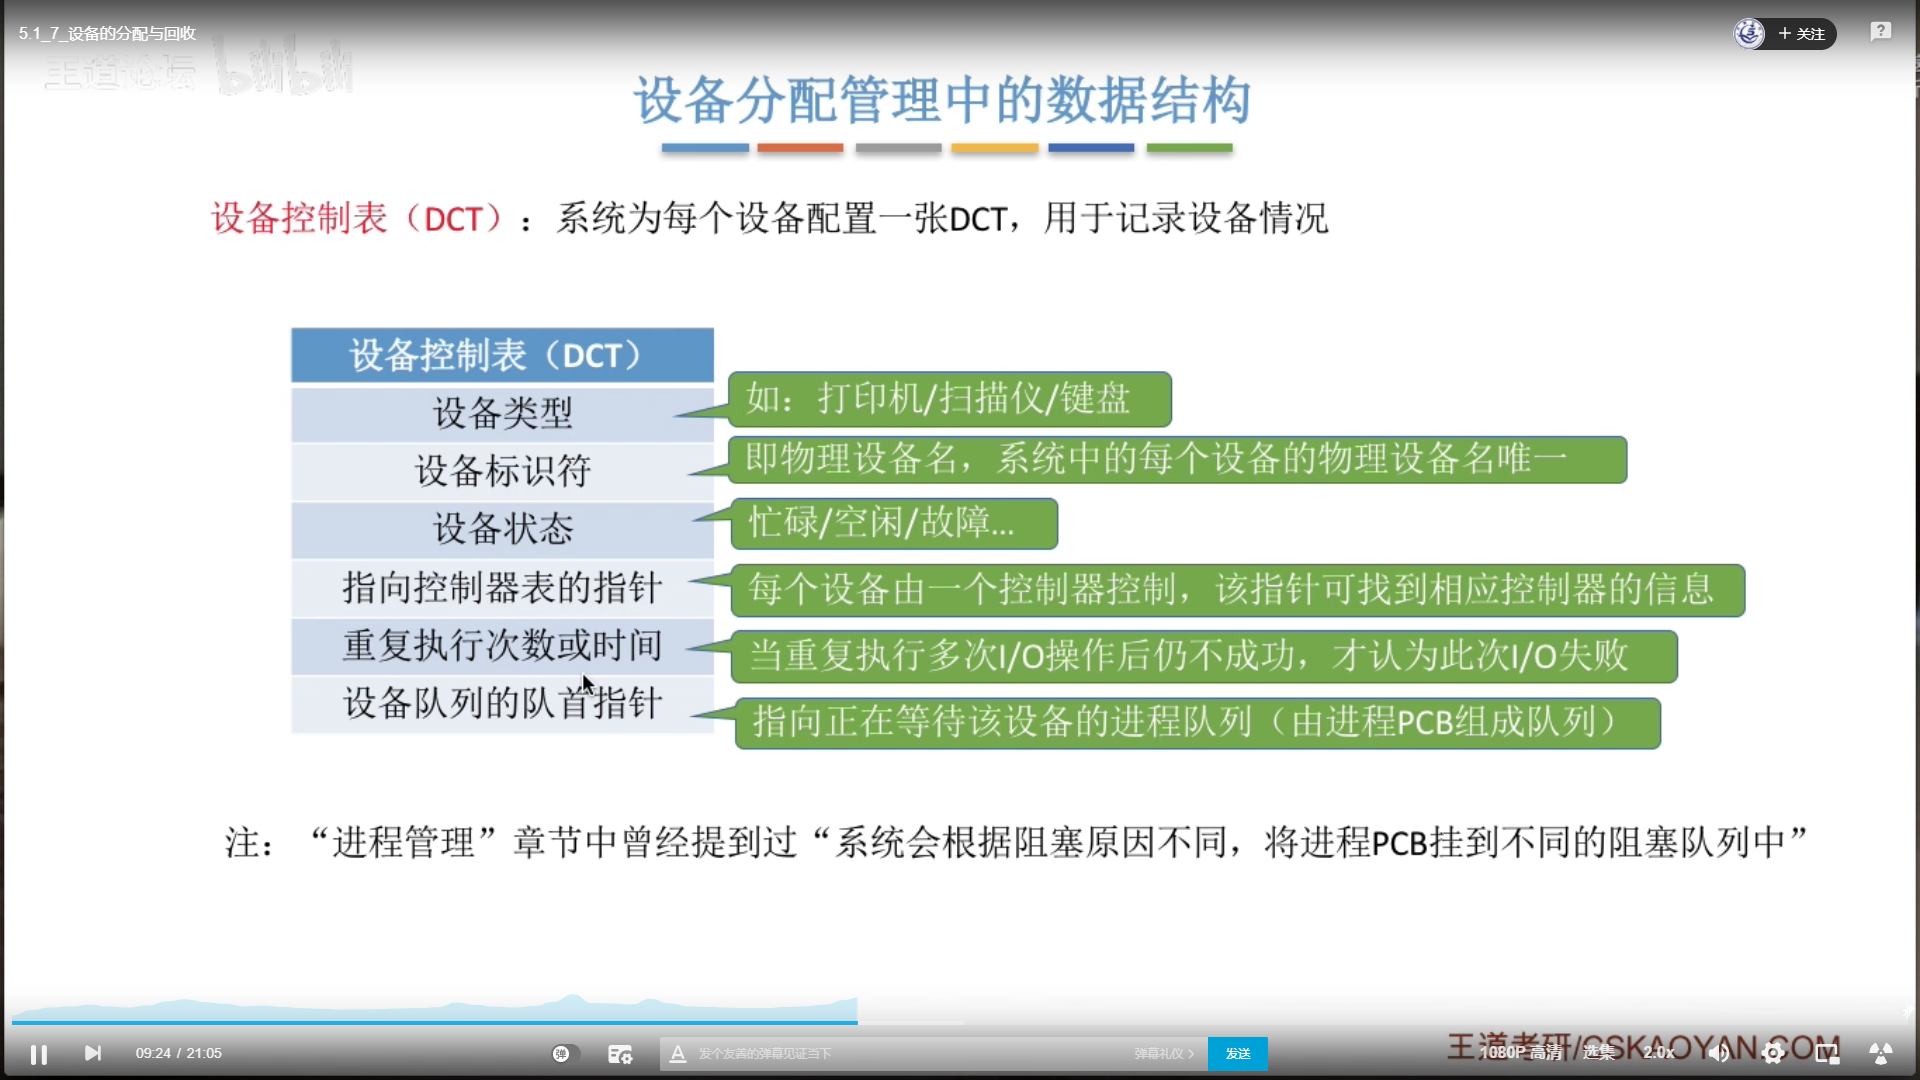 5.1_7_设备的分配与回收
+ 关注
王道论坛 bilibili
设备分配管理中的数据结构
设备控制表（DCT）：系统为每个设备配置一张DCT，用于记录设备情况
设备控制表（DCT）
设备类型
如：打印机/扫描仪/键盘
设备标识符
即物理设备名，系统中的每个设备的物理设备名唯一
设备状态
忙碌/空闲/故障...
指向控制器表的指针
每个设备由一个控制器控制，该指针可找到相应控制器的信息
重复执行次数或时间
当重复执行多次I/O操作后仍不成功，才认为此次I/O失败
设备队列的队首指针
指向正在等待该设备的进程队列（由进程PCB组成队列）
注：“进程管理”章节中曾经提到过“系统会根据阻塞原因不同，将进程PCB挂到不同的阻塞队列中”
王道考研/CSKAOYAN.COM
09:24 / 21:05
弹
A 发个友善的弹幕见证当下
弹幕礼仪 >
发送
1080P 高清
选集
2.0x